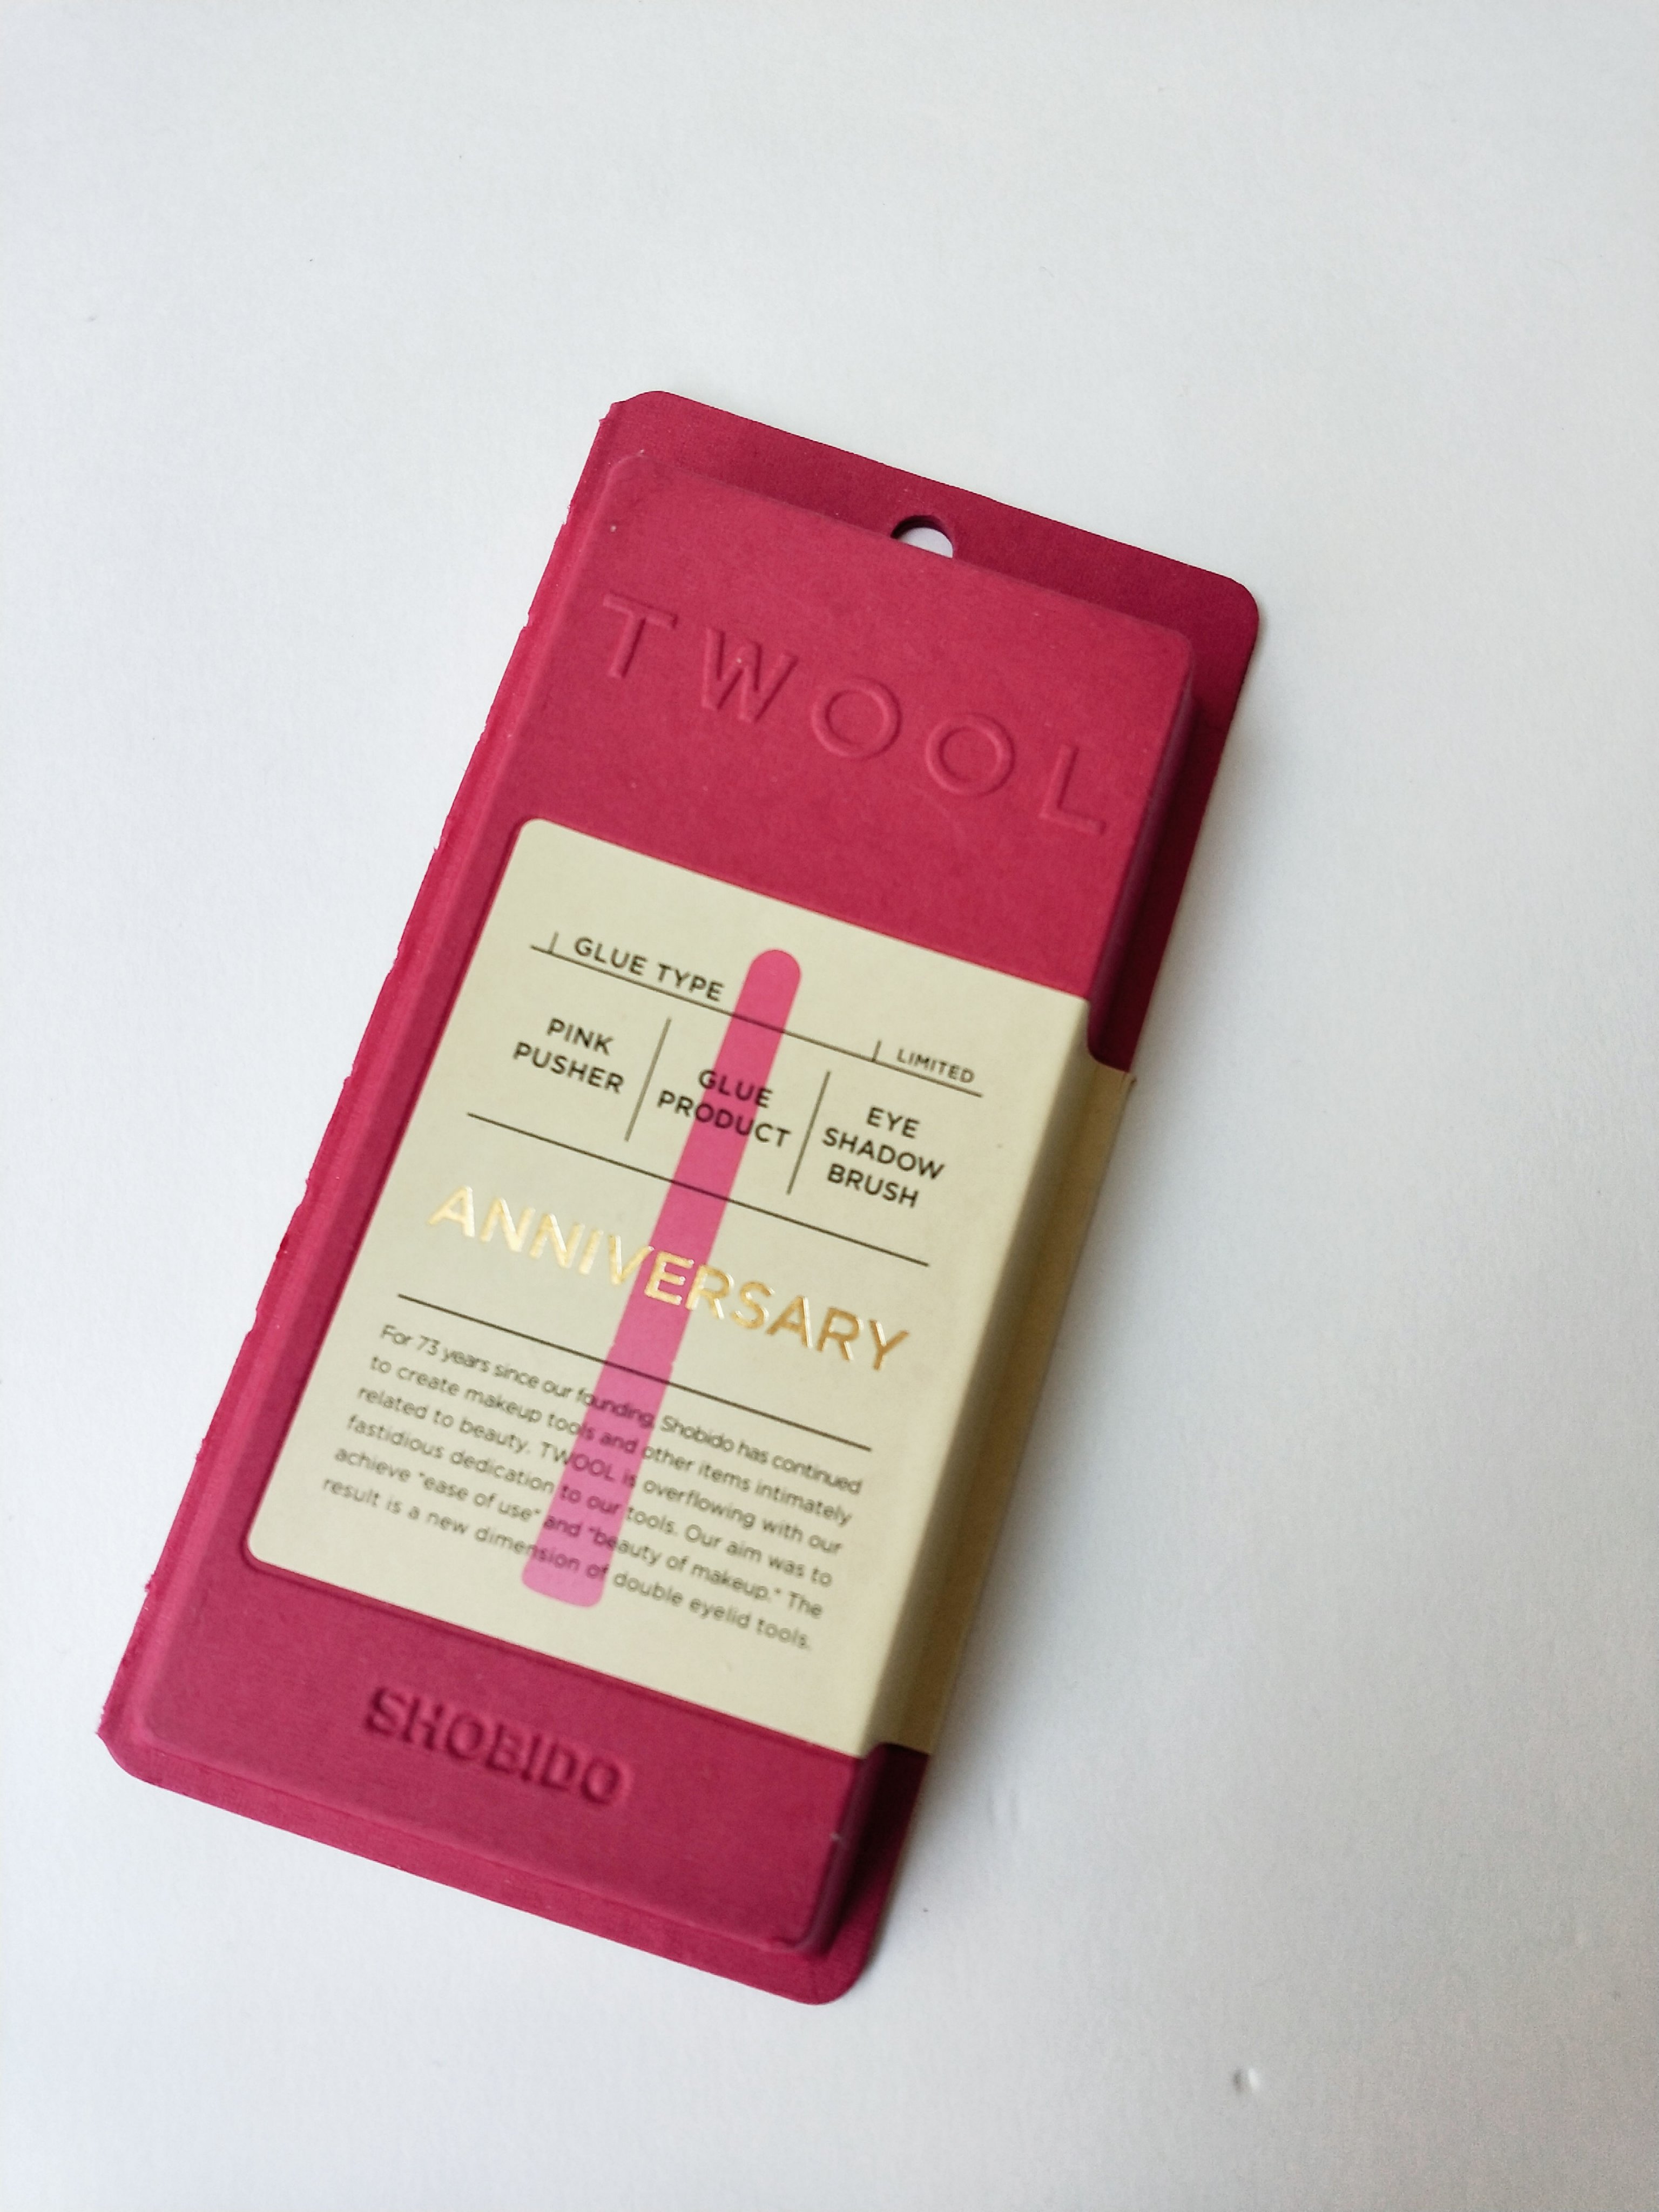 TWOOL
GLUE TYPE
LIMITED
PINK
PUSHER
GLUE
PRODUCT
EYE
SHADOW
BRUSH
ANNIVERSARY
For 73 years since our founding, Shobido has continued
to create makeup tools and other items intimately
related to beauty. TWOOL is overflowing with our
fastidious dedication to our tools. Our aim was to
achieve "ease of use" and "beauty of makeup." The
result is a new dimension of double eyelid tools.
SHOBIDO